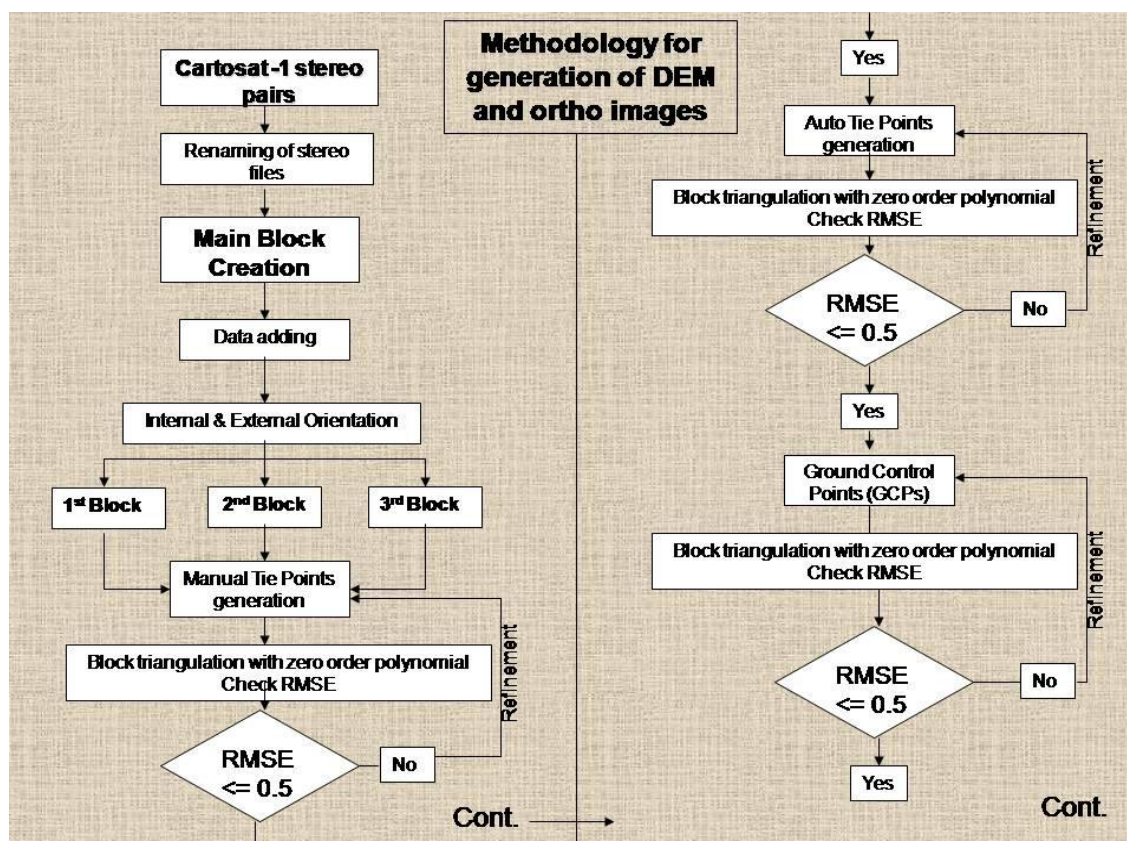 Methodology for
generation of DEM
and ortho images
Cartosat-1 stereo
pairs
Renaming of stereo
files
Main Block
Creation
Data adding
Internal & External Orientation
1st Block
2nd Block
3rd Block
Manual Tie Points
generation
Block triangulation with zero order polynomial
Check RMSE
Refinement
RMSE
<= 0.5
No
Cont.
Yes
Auto Tie Points
generation
Block triangulation with zero order polynomial
Check RMSE
Refinement
RMSE
<= 0.5
No
Yes
Ground Control
Points (GCPs)
Block triangulation with zero order polynomial
Check RMSE
Refinement
RMSE
<= 0.5
No
Yes
Cont.